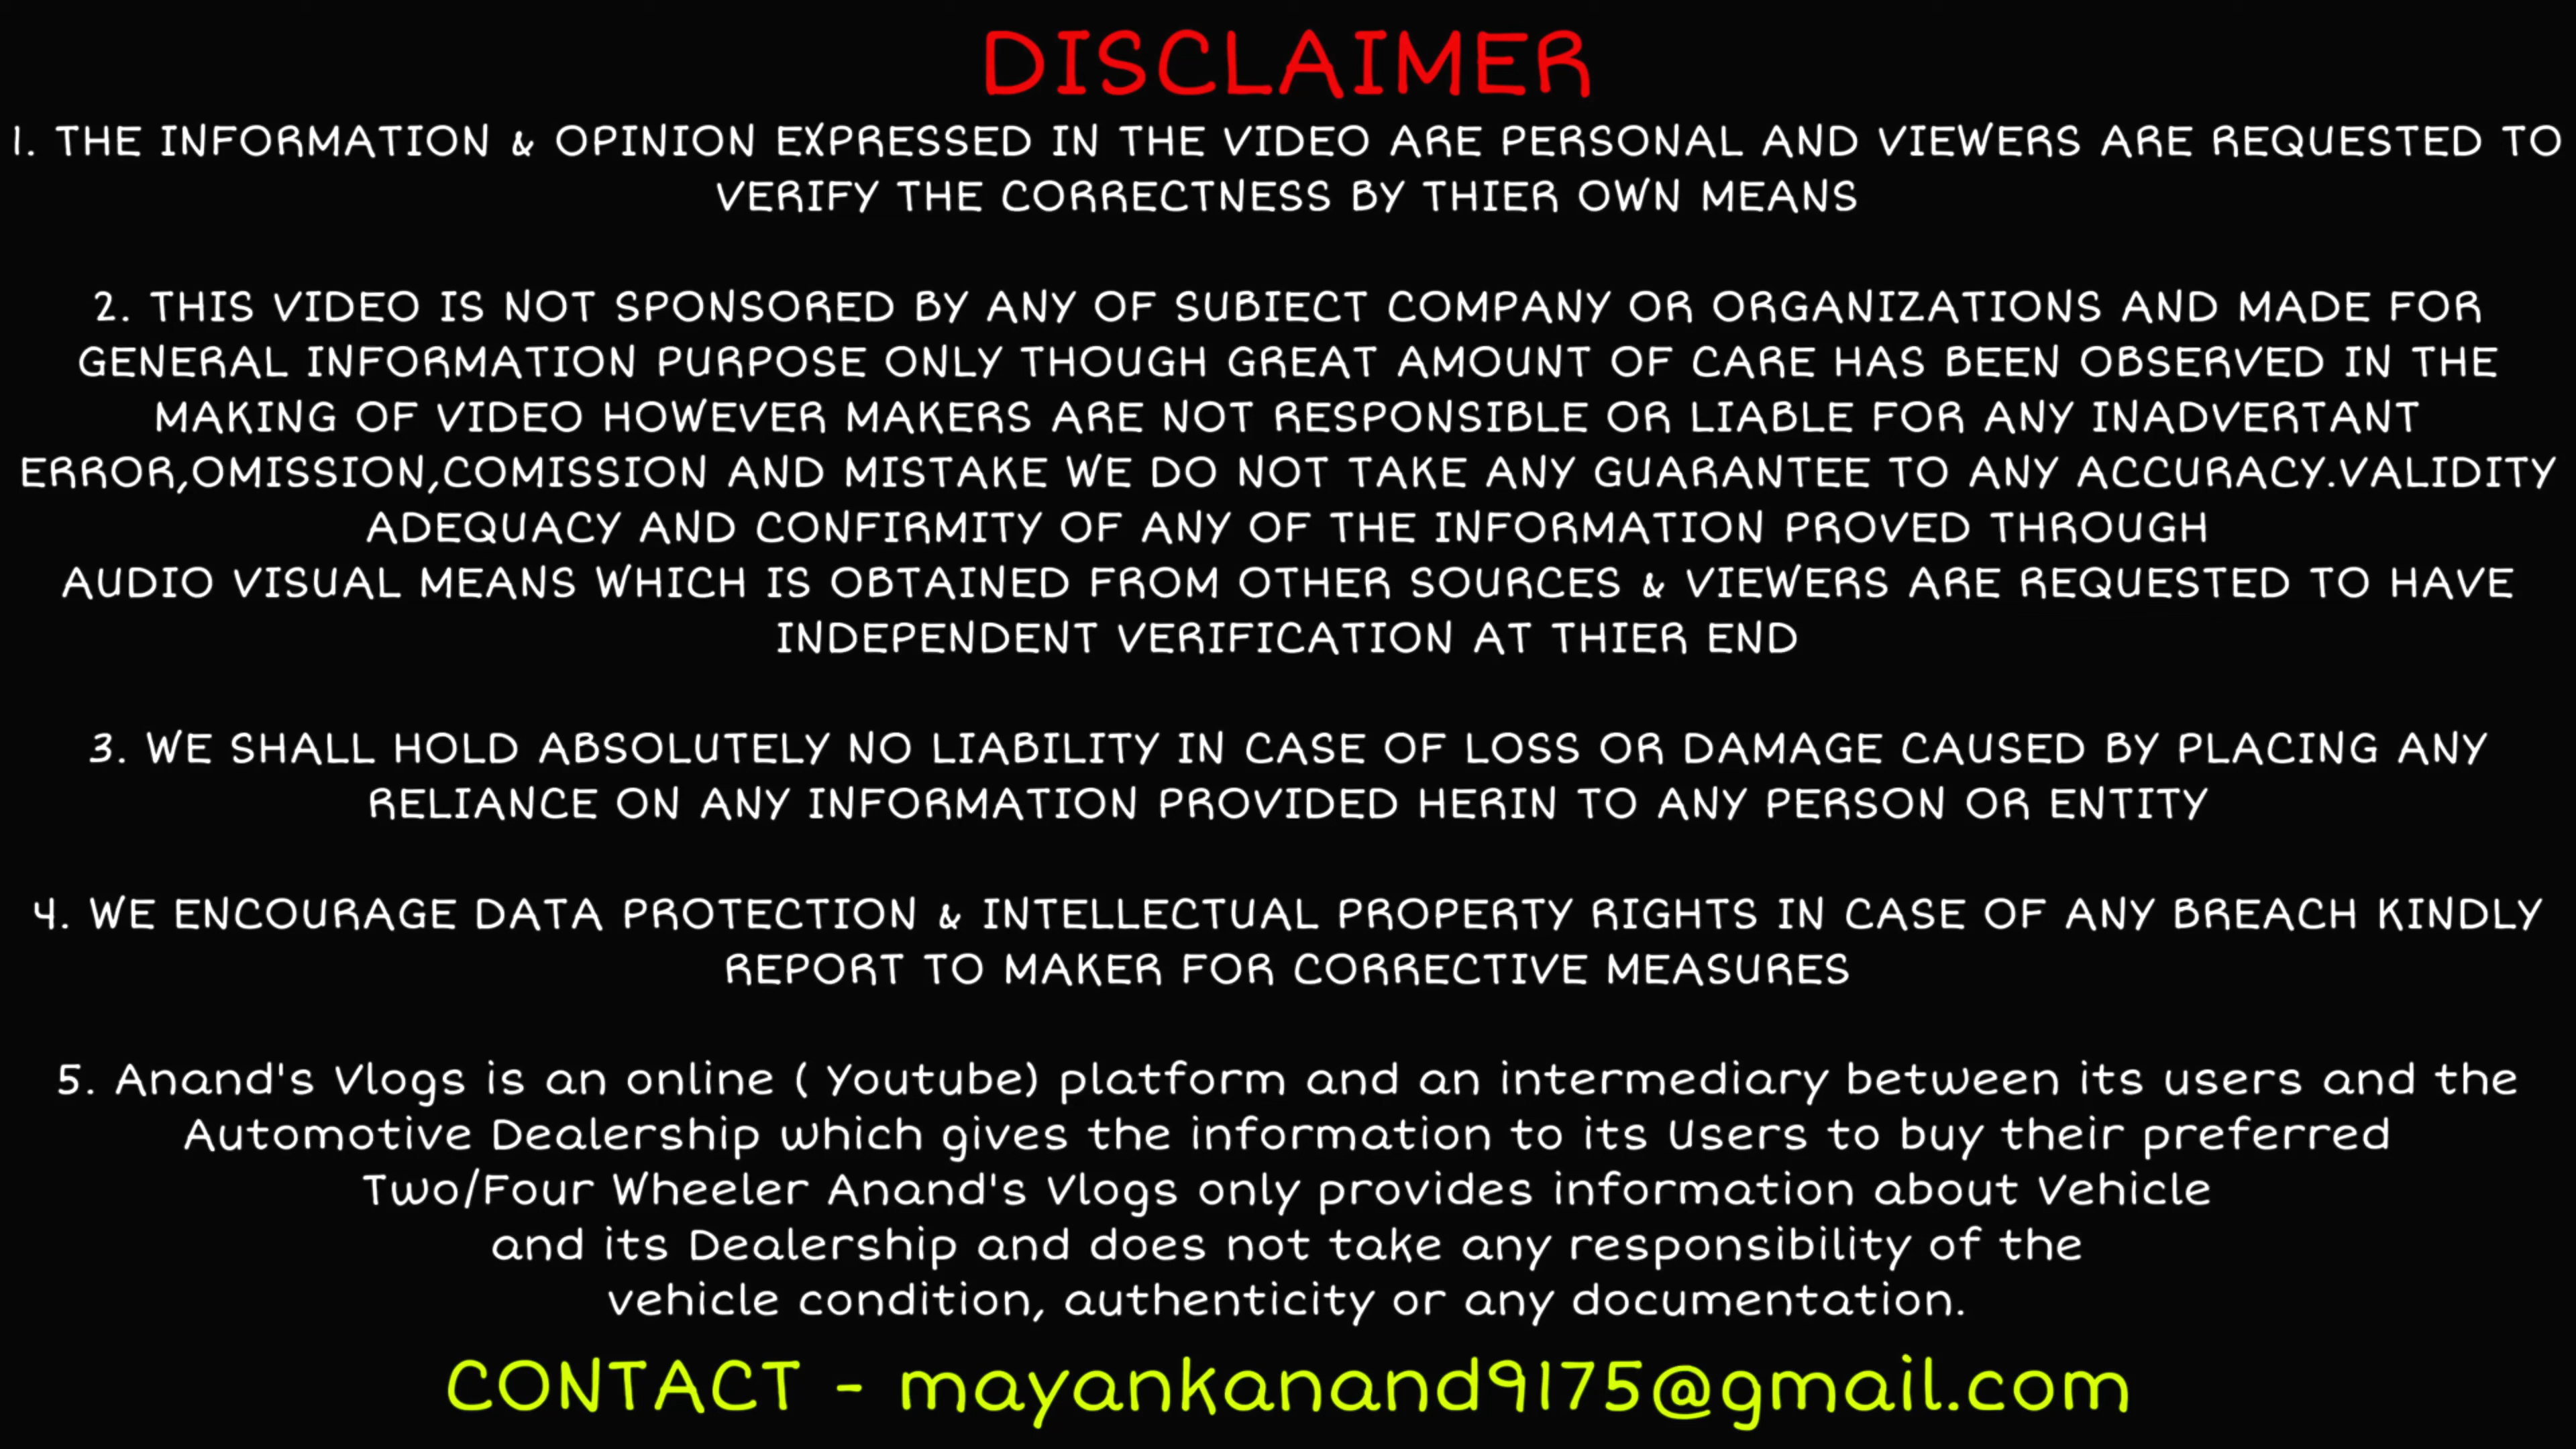 DISCLAIMER
1. THE INFORMATION & OPINION EXPRESSED IN THE VIDEO ARE PERSONAL AND VIEWERS ARE REQUESTED TO
VERIFY THE CORRECTNESS BY THIER OWN MEANS
2. THIS VIDEO IS NOT SPONSORED BY ANY OF SUBIECT COMPANY OR ORGANIZATIONS AND MADE FOR
GENERAL INFORMATION PURPOSE ONLY THOUGH GREAT AMOUNT OF CARE HAS BEEN OBSERVED IN THE
MAKING OF VIDEO HOWEVER MAKERS ARE NOT RESPONSIBLE OR LIABLE FOR ANY INADVERTANT
ERROR,OMISSION,COMISSION AND MISTAKE WE DO NOT TAKE ANY GUARANTEE TO ANY ACCURACY.VALIDITY
ADEQUACY AND CONFIRMITY OF ANY OF THE INFORMATION PROVED THROUGH
AUDIO VISUAL MEANS WHICH IS OBTAINED FROM OTHER SOURCES & VIEWERS ARE REQUESTED TO HAVE
INDEPENDENT VERIFICATION AT THIER END
3. WE SHALL HOLD ABSOLUTELY NO LIABILITY IN CASE OF LOSS OR DAMAGE CAUSED BY PLACING ANY
RELIANCE ON ANY INFORMATION PROVIDED HERIN TO ANY PERSON OR ENTITY
4. WE ENCOURAGE DATA PROTECTION & INTELLECTUAL PROPERTY RIGHTS IN CASE OF ANY BREACH KINDLY
REPORT TO MAKER FOR CORRECTIVE MEASURES
5. Anand's Vlogs is an online ( Youtube) platform and an intermediary between its users and the
Automotive Dealership which gives the information to its Users to buy their preferred
Two/Four Wheeler Anand's Vlogs only provides information about Vehicle
and its Dealership and does not take any responsibility of the
vehicle condition, authenticity or any documentation.
CONTACT - mayankanand9175@gmail.com